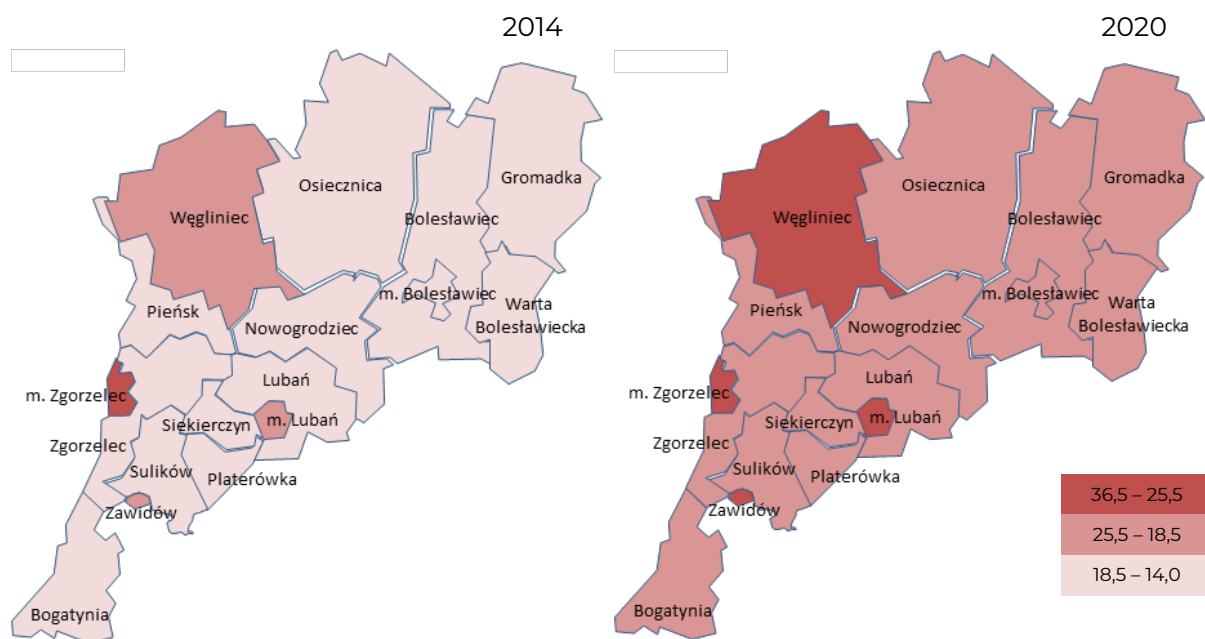 2014
Osiecznica
Gromadka
Węgliniec
Bolesławiec
m. Bolesławiec
Warta
Bolesławiecka
Pieńsk
Nowogrodziec
Lubań
m. Zgorzelec
Siekierczyn
m. Lubań
Zgorzelec
Sulików
Platerówka
Zawidów
Bogatynia
2020
Osiecznica
Gromadka
Węgliniec
Bolesławiec
m. Bolesławiec
Warta
Bolesławiecka
Pieńsk
Nowogrodziec
Lubań
m. Zgorzelec
Siekierczyn
m. Lubań
Zgorzelec
Sulików
Platerówka
Zawidów
Bogatynia
36,5 – 25,5
25,5 – 18,5
18,5 – 14,0